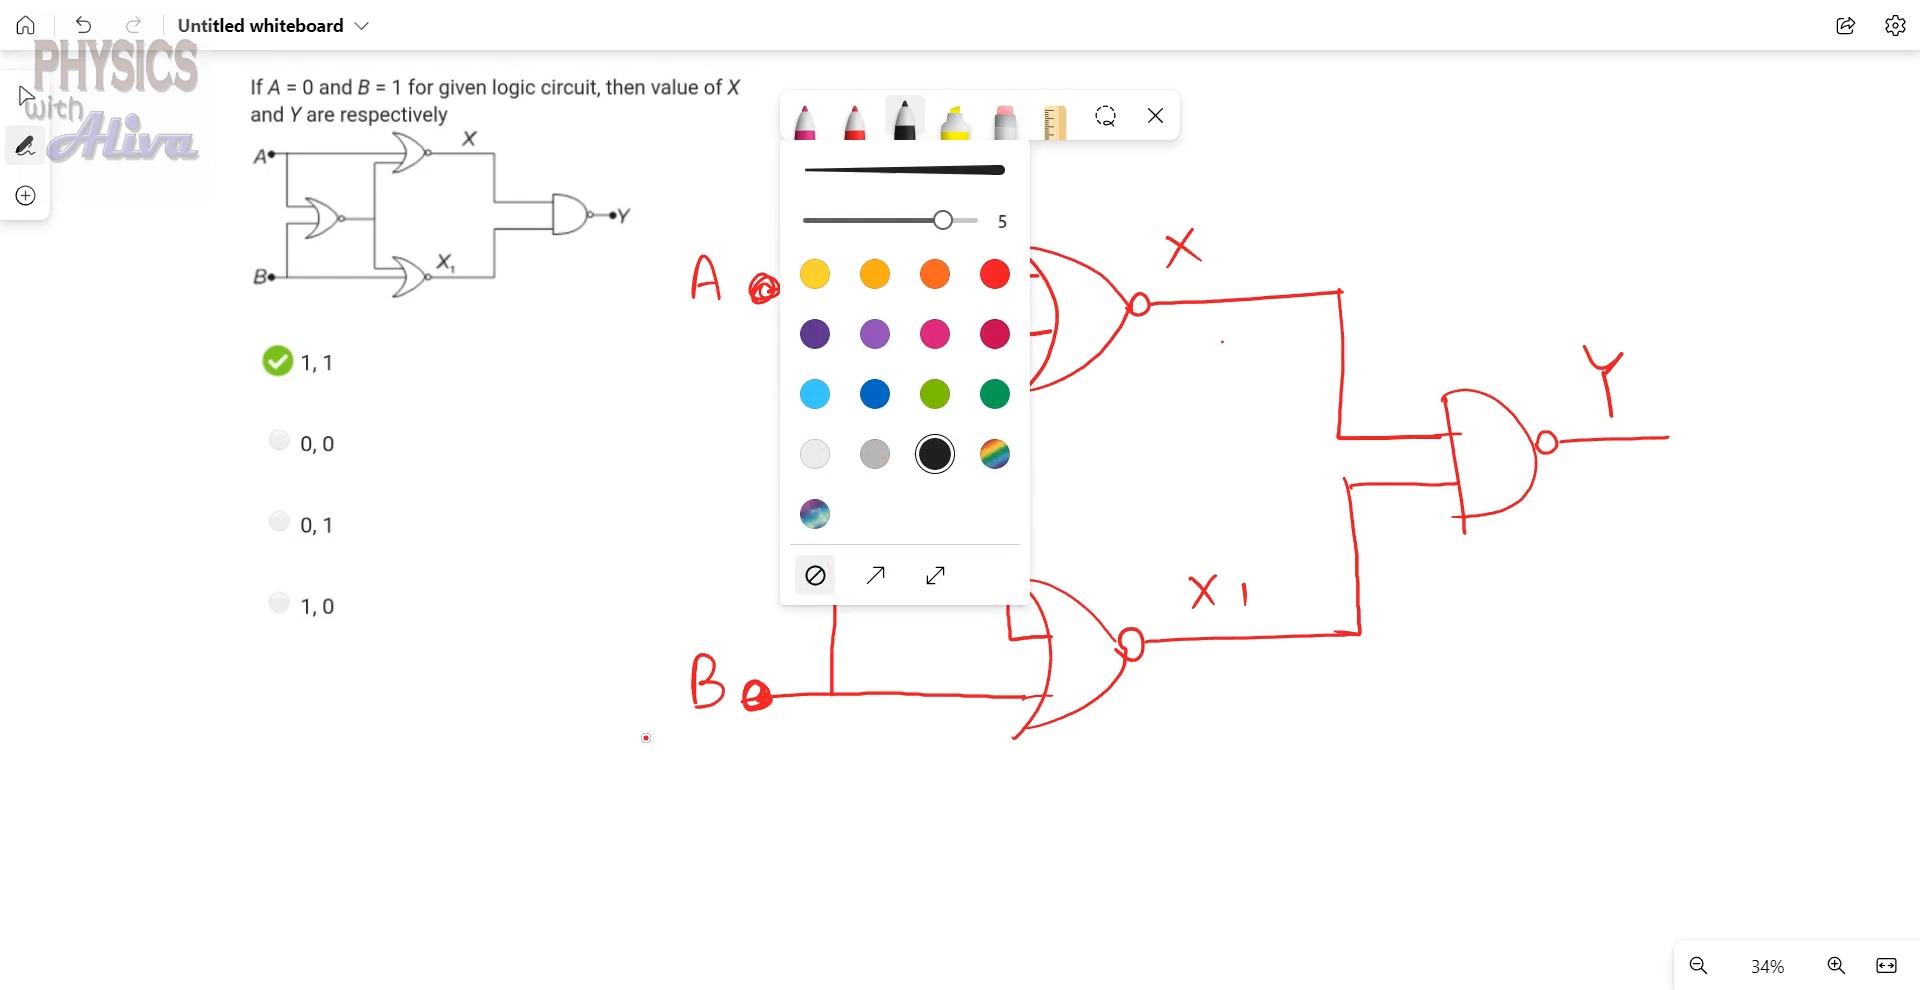 Untitled whiteboard
PHYSICS
with
Aliva
If A = 0 and B = 1 for given logic circuit, then value of X
and Y are respectively
A
X
Y
B
X₁
1, 1
0, 0
0, 1
1, 0
5
A
X
Y
X 1
B
34%